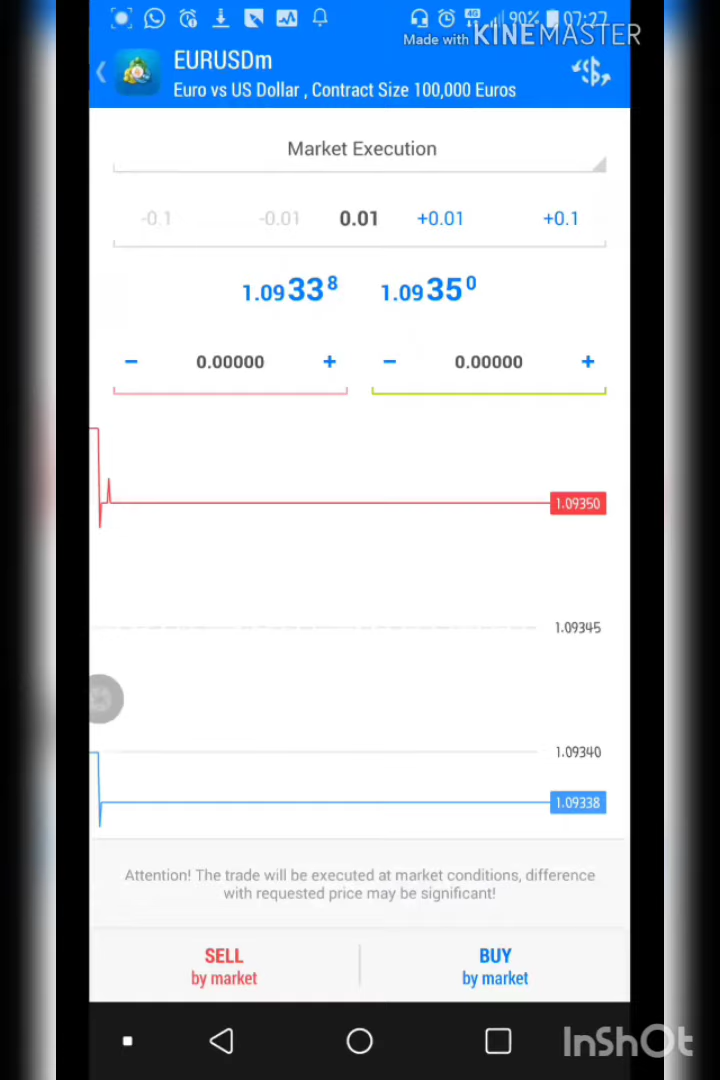 90% 07:27
Made with KINEMASTER
EURUSDm
Euro vs US Dollar , Contract Size 100,000 Euros
Market Execution
-0.1 -0.01 0.01 +0.01 +0.1
1.09338 1.09350
− 0.00000 + − 0.00000 +
1.09350
1.09345
1.09340
1.09338
Attention! The trade will be executed at market conditions, difference
with requested price may be significant!
SELL
by market
BUY
by market
InShOt